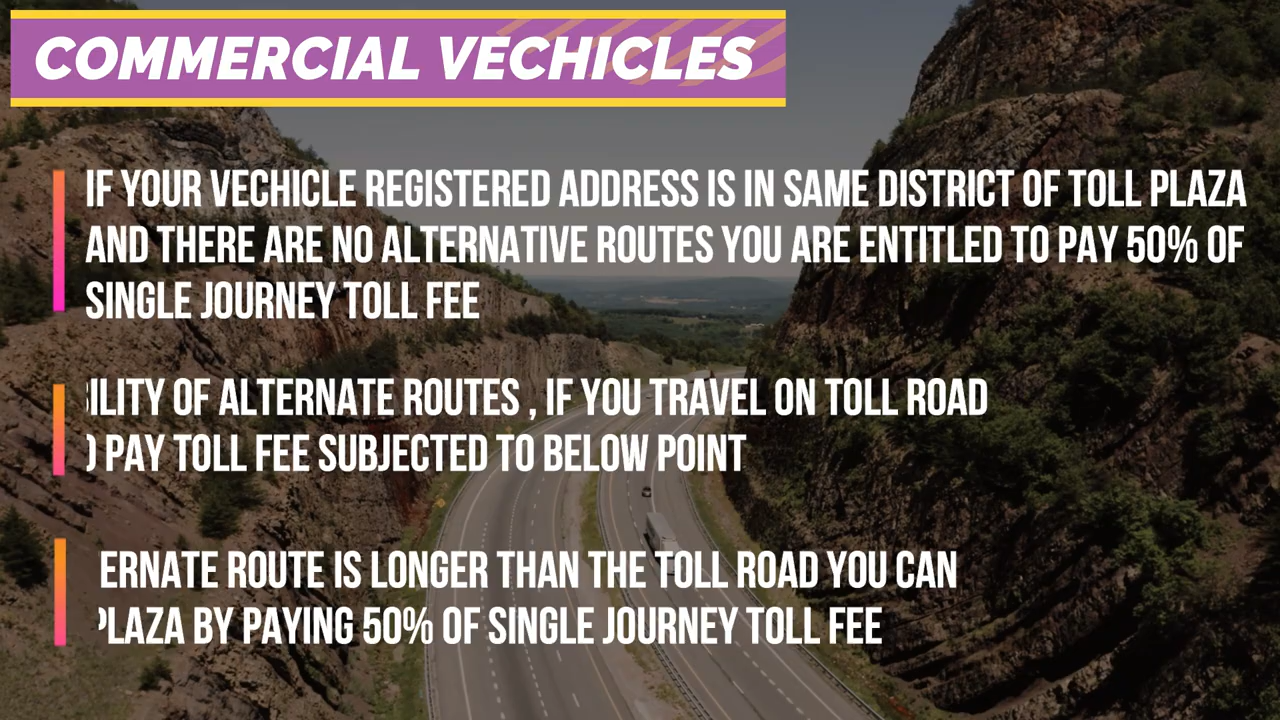 COMMERCIAL VECHICLES
IF YOUR VECHICLE REGISTERED ADDRESS IS IN SAME DISTRICT OF TOLL PLAZA
AND THERE ARE NO ALTERNATIVE ROUTES YOU ARE ENTITLED TO PAY 50% OF
SINGLE JOURNEY TOLL FEE
OF ALTERNATE ROUTES , IF YOU TRAVEL ON TOLL ROAD
PAY TOLL FEE SUBJECTED TO BELOW POINT
ERNATE ROUTE IS LONGER THAN THE TOLL ROAD YOU CAN
PLAZA BY PAYING 50% OF SINGLE JOURNEY TOLL FEE